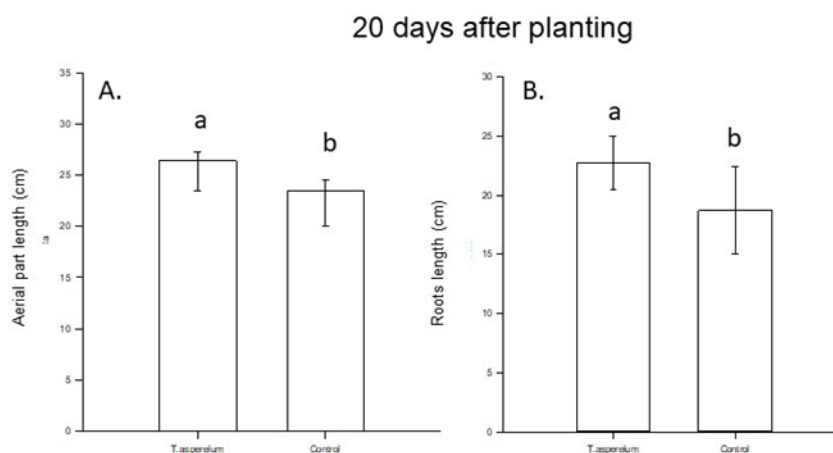 20 days after planting
A.
a
b
Aerial part length (cm)
35
30
25
20
15
10
5
0
T.asperelum
Control
B.
a
b
Roots length (cm)
30
25
20
15
10
5
0
T.asperelum
Control